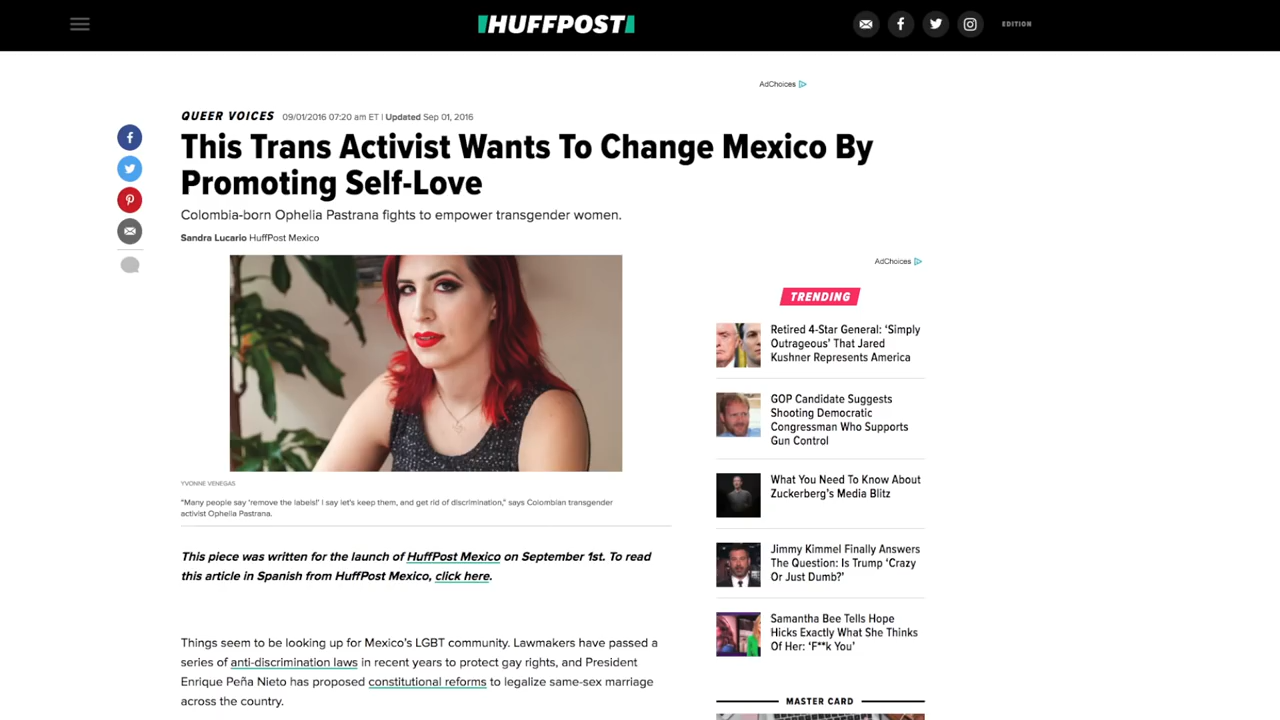 HUFFPOST
EDITION
AdChoices
QUEER VOICES 09/01/2016 07:20 am ET | Updated Sep 01, 2016
This Trans Activist Wants To Change Mexico By
Promoting Self-Love
Colombia-born Ophelia Pastrana fights to empower transgender women.
Sandra Lucario HuffPost Mexico
YVONNE VENEGAS
"Many people say 'remove the labels!' I say let's keep them, and get rid of discrimination," says Colombian transgender
activist Ophelia Pastrana.
This piece was written for the launch of HuffPost Mexico on September 1st. To read
this article in Spanish from HuffPost Mexico, click here.
Things seem to be looking up for Mexico's LGBT community. Lawmakers have passed a
series of anti-discrimination laws in recent years to protect gay rights, and President
Enrique Peña Nieto has proposed constitutional reforms to legalize same-sex marriage
across the country.
AdChoices
TRENDING
Retired 4-Star General: 'Simply
Outrageous' That Jared
Kushner Represents America
GOP Candidate Suggests
Shooting Democratic
Congressman Who Supports
Gun Control
What You Need To Know About
Zuckerberg's Media Blitz
Jimmy Kimmel Finally Answers
The Question: Is Trump 'Crazy
Or Just Dumb?'
Samantha Bee Tells Hope
Hicks Exactly What She Thinks
Of Her: 'F**k You'
MASTER CARD